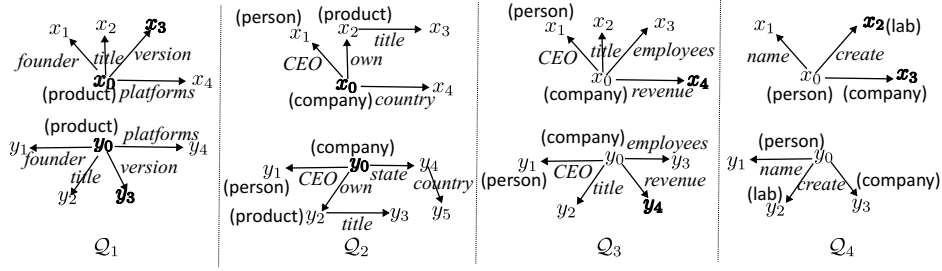 x₁ x₂ x₃
founder title version
x₀ x₄
(product) platforms
(product)
platforms
y₁ y₀ y₄
founder title version
y₂ y₃
Q₁
(person) (product)
x₁ x₂ title x₃
CEO own
x₀ x₄
(company) country
(company)
y₁ y₀ y₄
CEO own state country
(person)
(product) y₂ title y₃ y₅
Q₂
(person)
x₁ x₂ x₃
CEO title employees
x₀ x₄
(company) revenue
(company) employees
y₁ y₀ y₃
(person) CEO title revenue
y₂ y₄
Q₃
x₂ (lab)
x₁
name create
x₀ x₃
(person) (company)
(person)
y₁ y₀
name create (company)
(lab)
y₂ y₃
Q₄